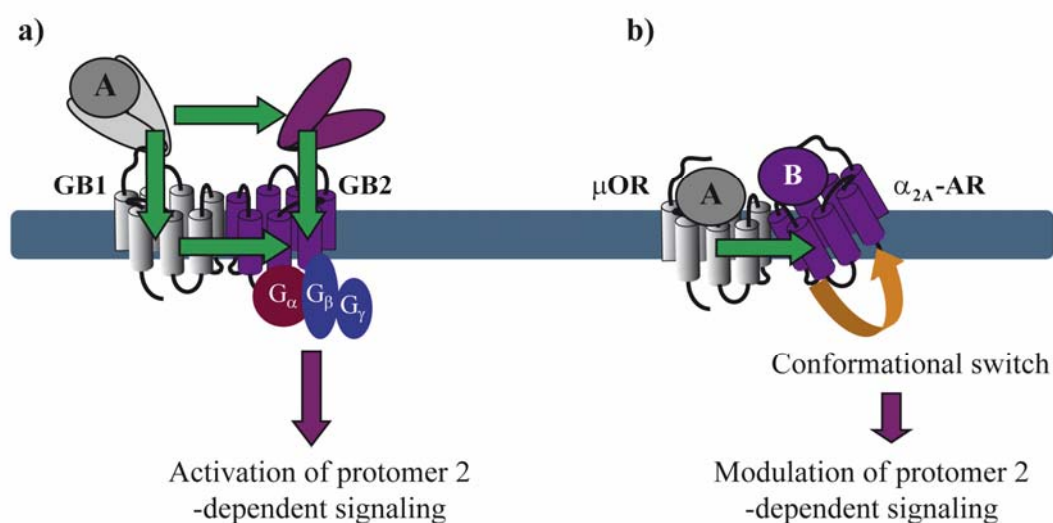 a)
A
GB1
GB2
Gα
Gβ
Gγ
Activation of protomer 2
-dependent signaling
b)
μOR
A
B
α2A-AR
Conformational switch
Modulation of protomer 2
-dependent signaling